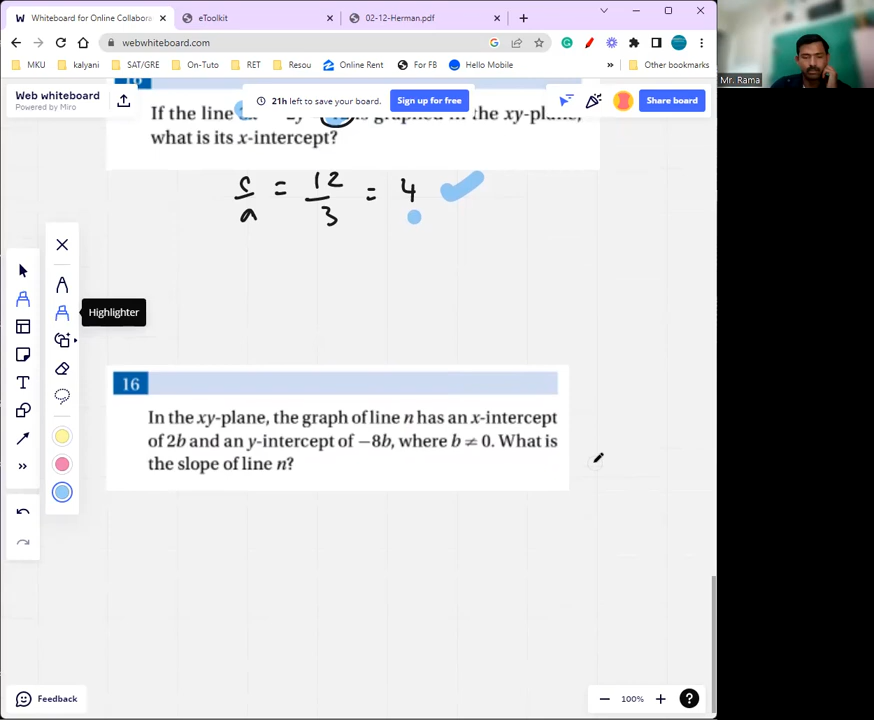 Whiteboard for Online Collabora
eToolkit
02-12-Herman.pdf
webwhiteboard.com
MKU
kalyani
SAT/GRE
On-Tuto
RET
Resou
Online Rent
For FB
Hello Mobile
Other bookmarks
Web whiteboard
Powered by Miro
21h left to save your board.
Sign up for free
Share board
Mr. Rama
If the line
is graphed in the xy-plane,
what is its x-intercept?
c/a = 12/3 = 4
Highlighter
16
In the xy-plane, the graph of line n has an x-intercept
of 2b and an y-intercept of −8b, where b ≠ 0. What is
the slope of line n?
Feedback
100%